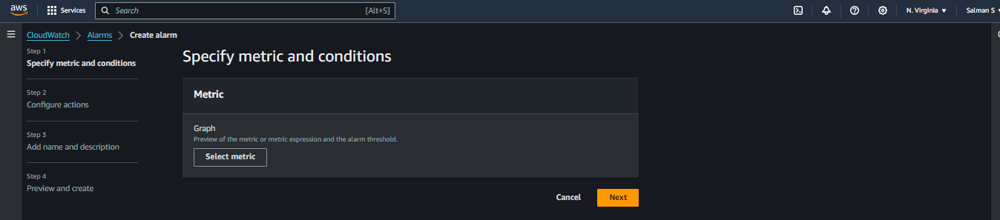 aws Services Search [Alt+S] N. Virginia Salman S
CloudWatch Alarms Create alarm
Step 1
Specify metric and conditions
Step 2
Configure actions
Step 3
Add name and description
Step 4
Preview and create
Specify metric and conditions
Metric
Graph
Preview of the metric or metric expression and the alarm threshold.
Select metric
Cancel Next